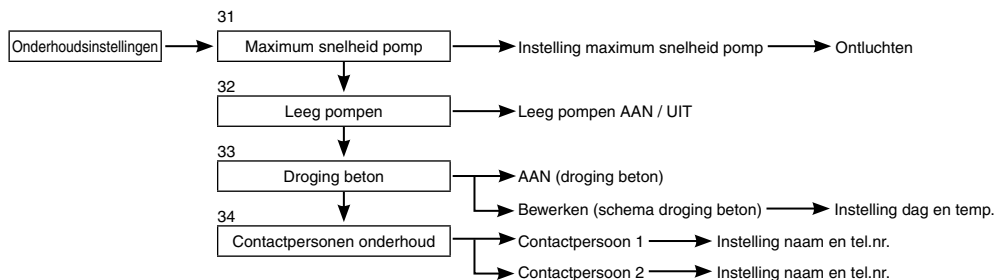 31
Onderhoudsinstellingen Maximum snelheid pomp Instelling maximum snelheid pomp Ontluchten
32
Leeg pompen Leeg pompen AAN / UIT
33
Droging beton AAN (droging beton)
Bewerken (schema droging beton) Instelling dag en temp.
34
Contactpersonen onderhoud Contactpersoon 1 Instelling naam en tel.nr.
Contactpersoon 2 Instelling naam en tel.nr.